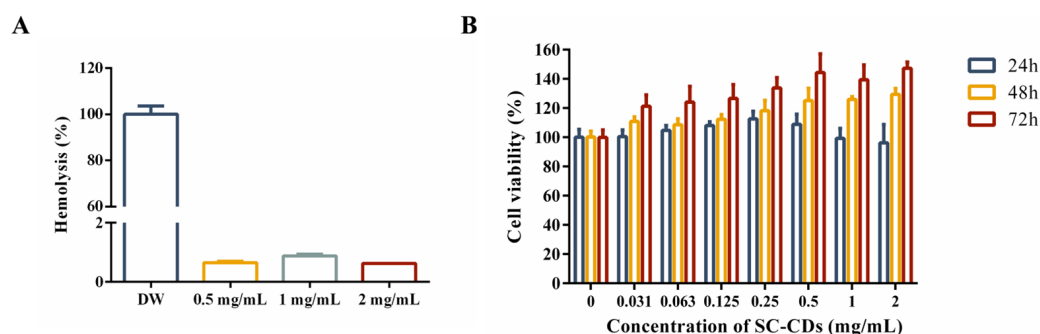 A
Hemolysis (%)
120
100
80
60
2
0
DW 0.5 mg/mL 1 mg/mL 2 mg/mL
B
Cell viability (%)
160
140
120
100
80
60
40
20
0
0 0.031 0.063 0.125 0.25 0.5 1 2
Concentration of SC-CDs (mg/mL)
24h
48h
72h